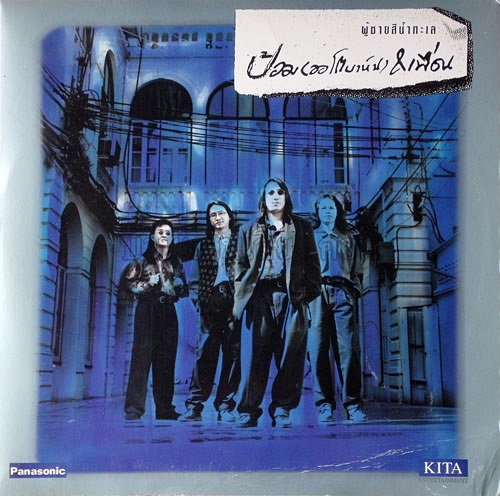 ผู้ชายสีน้ำทะเล
ป้อม (ออโต้บาห์น) & เพื่อน
Panasonic
KITA
ENTERTAINMENT